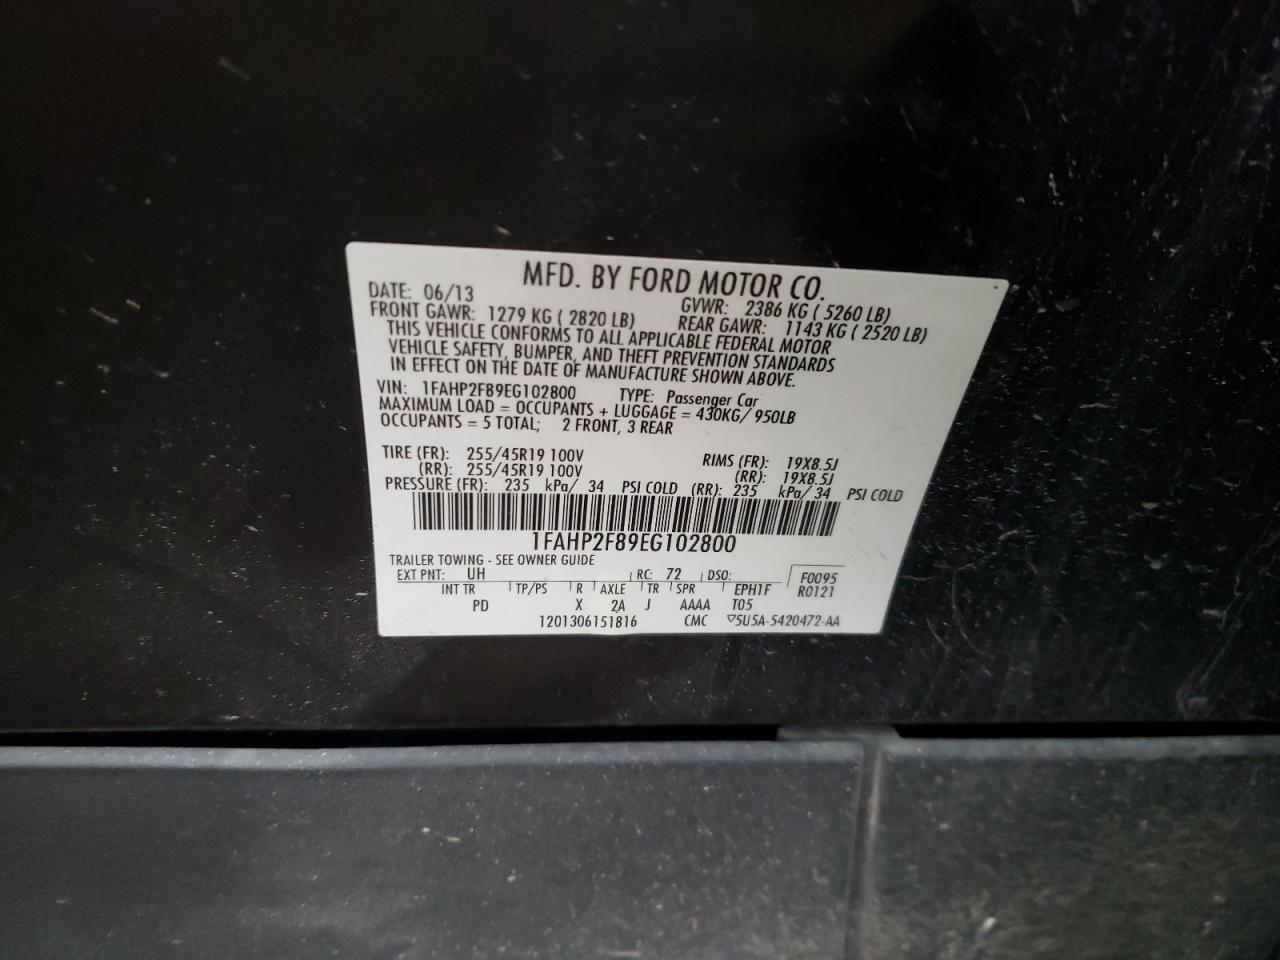 MFD. BY FORD MOTOR CO.
DATE: 06/13 GVWR: 2386 KG ( 5260 LB)
FRONT GAWR: 1279 KG ( 2820 LB) REAR GAWR: 1143 KG ( 2520 LB)
THIS VEHICLE CONFORMS TO ALL APPLICABLE FEDERAL MOTOR
VEHICLE SAFETY, BUMPER, AND THEFT PREVENTION STANDARDS
IN EFFECT ON THE DATE OF MANUFACTURE SHOWN ABOVE.
VIN: 1FAHP2F89EG102800 TYPE: Passenger Car
MAXIMUM LOAD = OCCUPANTS + LUGGAGE = 430KG/ 950LB
OCCUPANTS = 5 TOTAL; 2 FRONT, 3 REAR
TIRE (FR): 255/45R19 100V RIMS (FR): 19X8.5J
(RR): 255/45R19 100V (RR): 19X8.5J
PRESSURE (FR): 235 kPa/ 34 PSI COLD (RR): 235 kPa/ 34 PSI COLD
1FAHP2F89EG102800
TRAILER TOWING - SEE OWNER GUIDE
EXT PNT: UH RC: 72 DSO: F0095
INT TR TP/PS R AXLE TR SPR EPH1F R0121
PD X 2A J AAAA T05
1201306151816 CMC ▽5U5A-5420472-AA